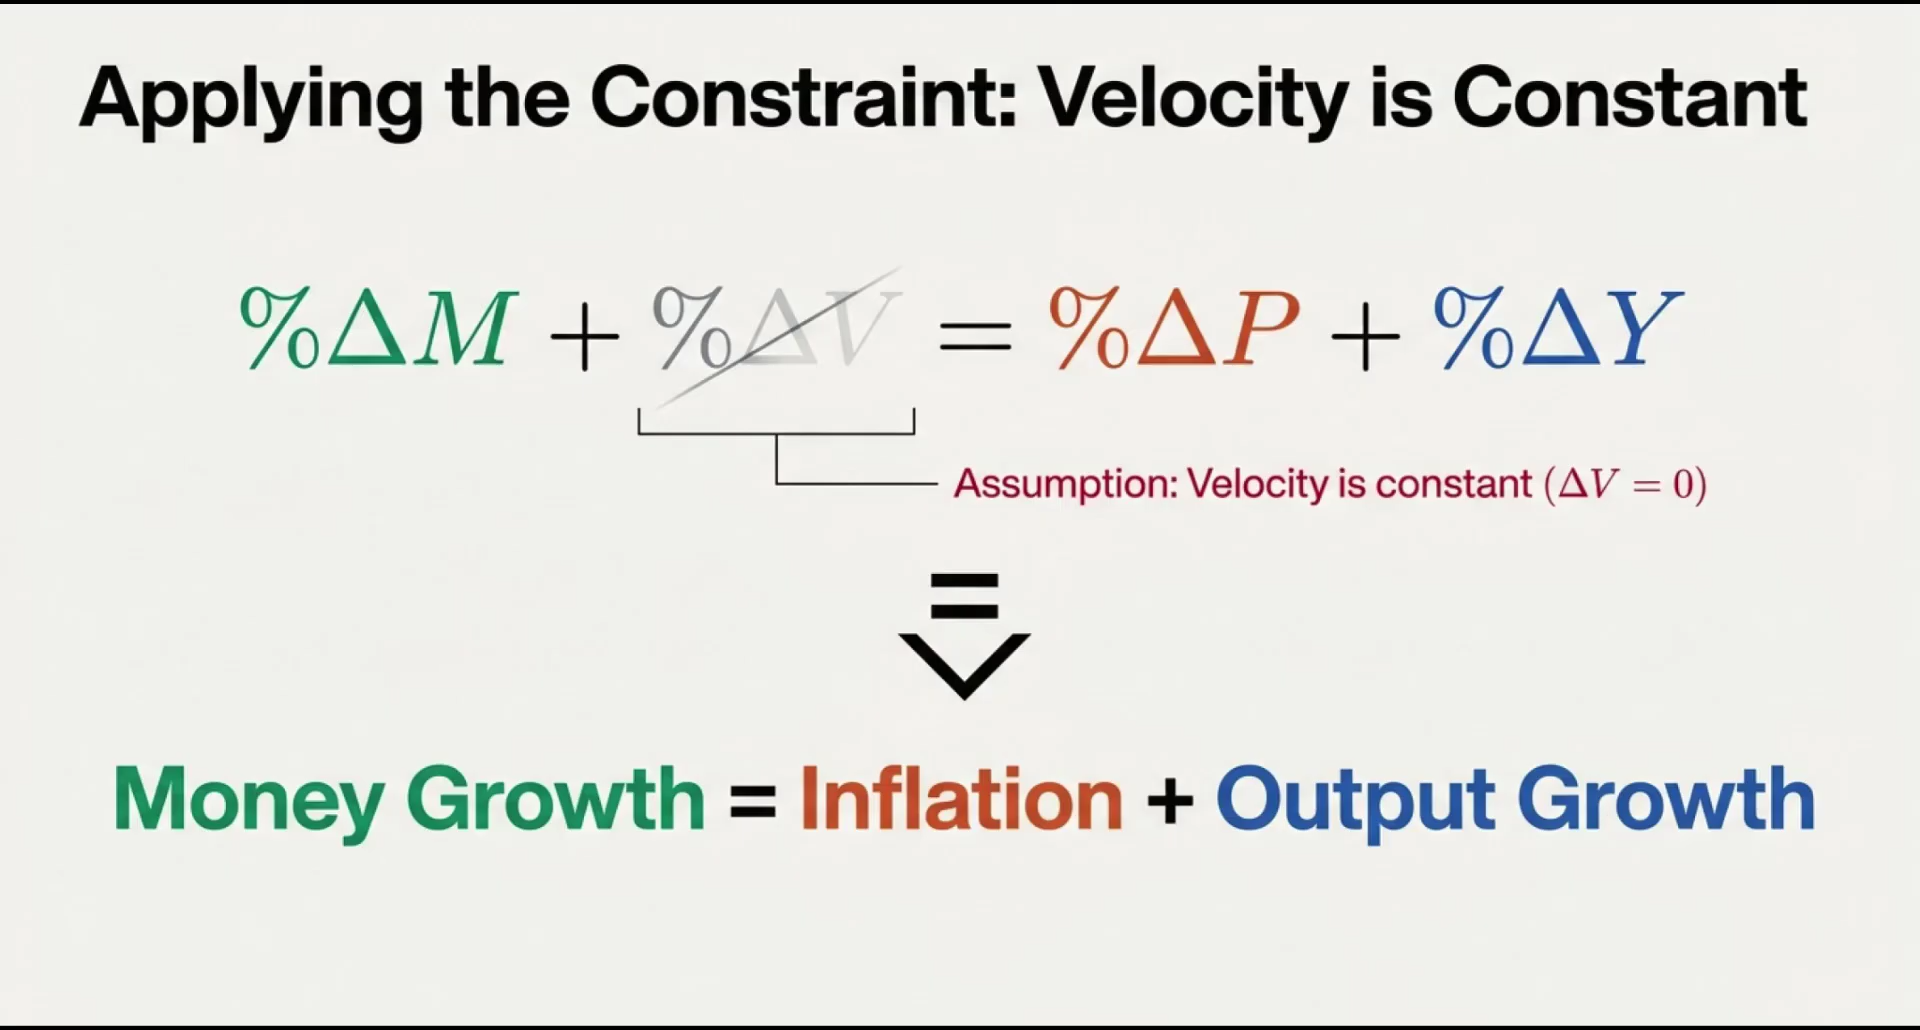 Applying the Constraint: Velocity is Constant
%ΔM + %ΔV = %ΔP + %ΔY
Assumption: Velocity is constant (ΔV = 0)
=
Money Growth = Inflation + Output Growth